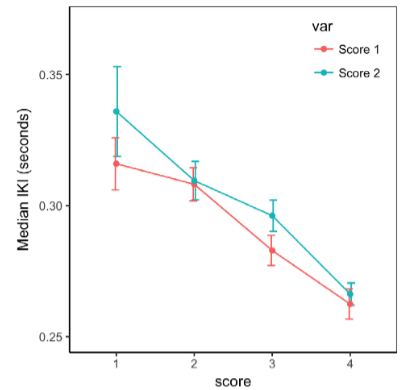 var
Score 1
Score 2
Median IKI (seconds)
0.35
0.30
0.25
1 2 3 4
score